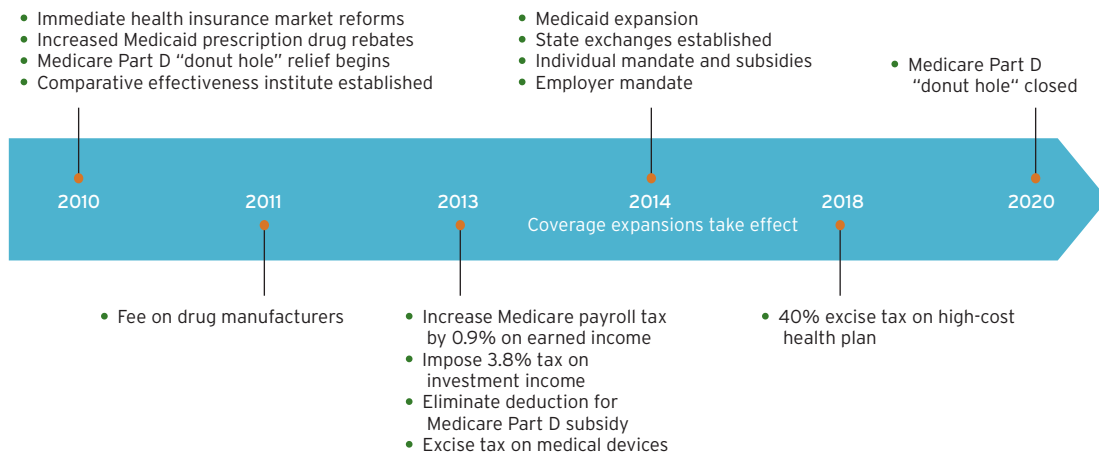 • Immediate health insurance market reforms
• Increased Medicaid prescription drug rebates
• Medicare Part D “donut hole” relief begins
• Comparative effectiveness institute established
• Medicaid expansion
• State exchanges established
• Individual mandate and subsidies
• Employer mandate
• Medicare Part D
“donut hole“ closed
2010
2011
2013
2014
2018
2020
Coverage expansions take effect
• Fee on drug manufacturers
• Increase Medicare payroll tax
by 0.9% on earned income
• Impose 3.8% tax on
investment income
• Eliminate deduction for
Medicare Part D subsidy
• Excise tax on medical devices
• 40% excise tax on high-cost
health plan